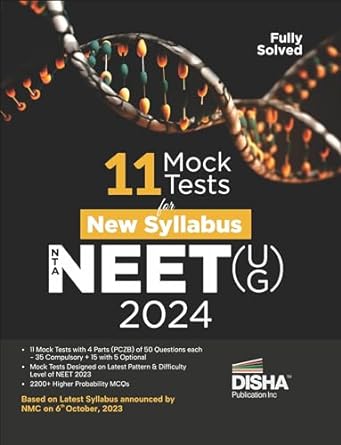 Fully
Solved
11 Mock
Tests
for
New Syllabus
NTA
NEET (UG)
2024
• 11 Mock Tests with 4 Parts (PCZB) of 50 Questions each
- 35 Compulsory + 15 with 5 Optional
• Mock Tests Designed on Latest Pattern & Difficulty
Level of NEET 2023
• 2200+ Higher Probability MCQs
Based on Latest Syllabus announced by
NMC on 6th October, 2023
DISHA™
Publication Inc